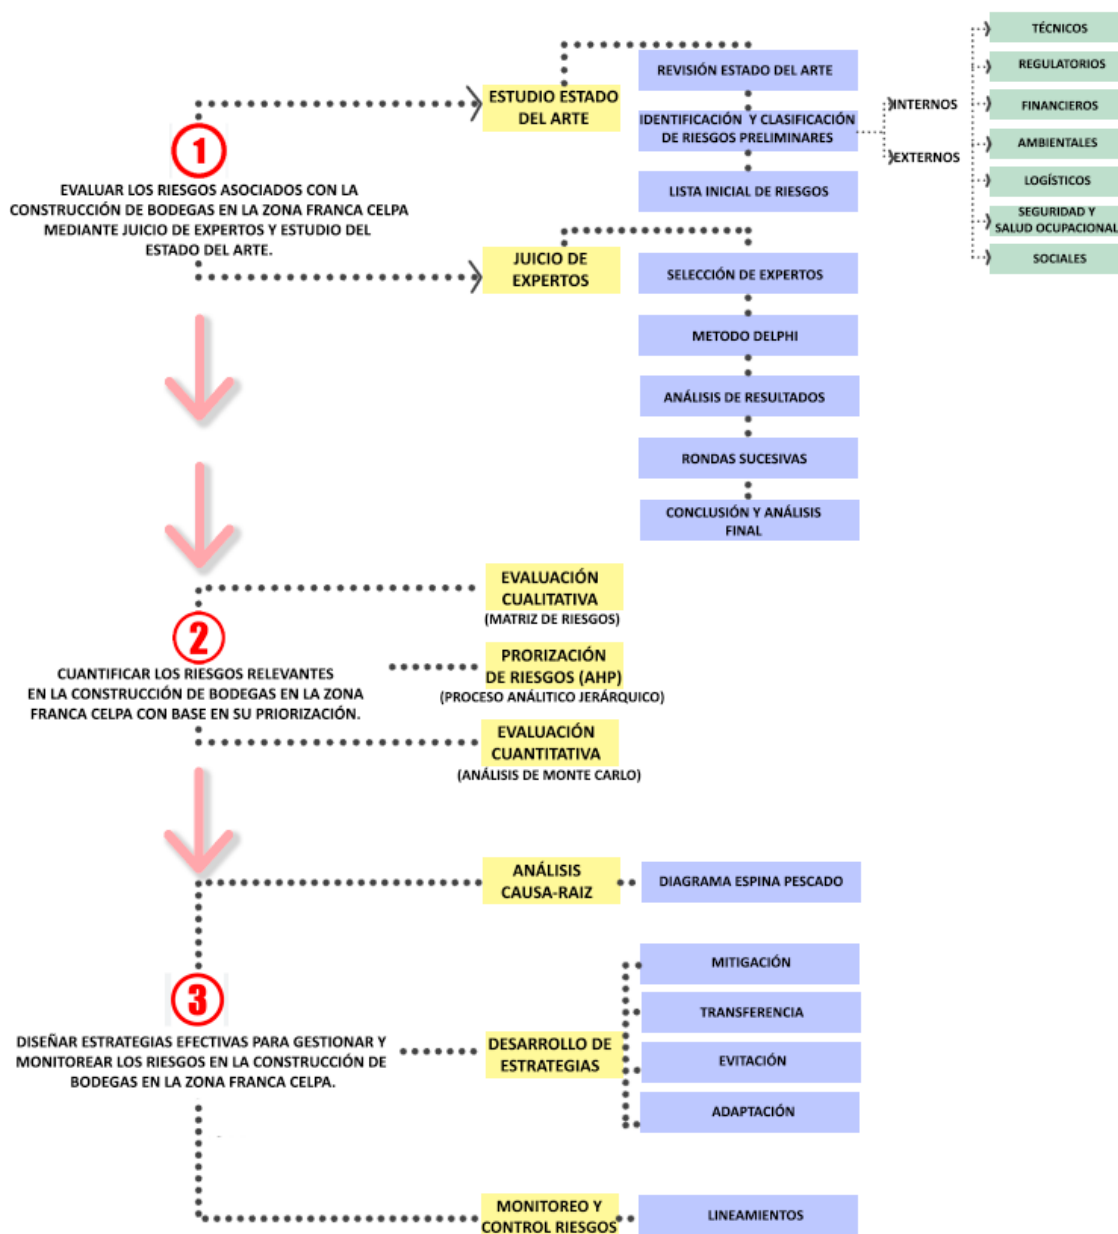 1
EVALUAR LOS RIESGOS ASOCIADOS CON LA
CONSTRUCCIÓN DE BODEGAS EN LA ZONA FRANCA CELPA
MEDIANTE JUICIO DE EXPERTOS Y ESTUDIO DEL
ESTADO DEL ARTE.
ESTUDIO ESTADO
DEL ARTE
REVISIÓN ESTADO DEL ARTE
IDENTIFICACIÓN Y CLASIFICACIÓN
DE RIESGOS PRELIMINARES
LISTA INICIAL DE RIESGOS
INTERNOS
EXTERNOS
TÉCNICOS
REGULATORIOS
FINANCIEROS
AMBIENTALES
LOGÍSTICOS
SEGURIDAD Y
SALUD OCUPACIONAL
SOCIALES
JUICIO DE
EXPERTOS
SELECCIÓN DE EXPERTOS
METODO DELPHI
ANÁLISIS DE RESULTADOS
RONDAS SUCESIVAS
CONCLUSIÓN Y ANÁLISIS
FINAL
2
CUANTIFICAR LOS RIESGOS RELEVANTES
EN LA CONSTRUCCIÓN DE BODEGAS EN LA ZONA
FRANCA CELPA CON BASE EN SU PRIORIZACIÓN.
EVALUACIÓN
CUALITATIVA
(MATRIZ DE RIESGOS)
PRORIZACIÓN
DE RIESGOS (AHP)
(PROCESO ANÁLITICO JERÁRQUICO)
EVALUACIÓN
CUANTITATIVA
(ANÁLISIS DE MONTE CARLO)
3
DISEÑAR ESTRATEGIAS EFECTIVAS PARA GESTIONAR Y
MONITOREAR LOS RIESGOS EN LA CONSTRUCCIÓN DE
BODEGAS EN LA ZONA FRANCA CELPA.
ANÁLISIS
CAUSA-RAIZ
DIAGRAMA ESPINA PESCADO
DESARROLLO DE
ESTRATEGIAS
MITIGACIÓN
TRANSFERENCIA
EVITACIÓN
ADAPTACIÓN
MONITOREO Y
CONTROL RIESGOS
LINEAMIENTOS